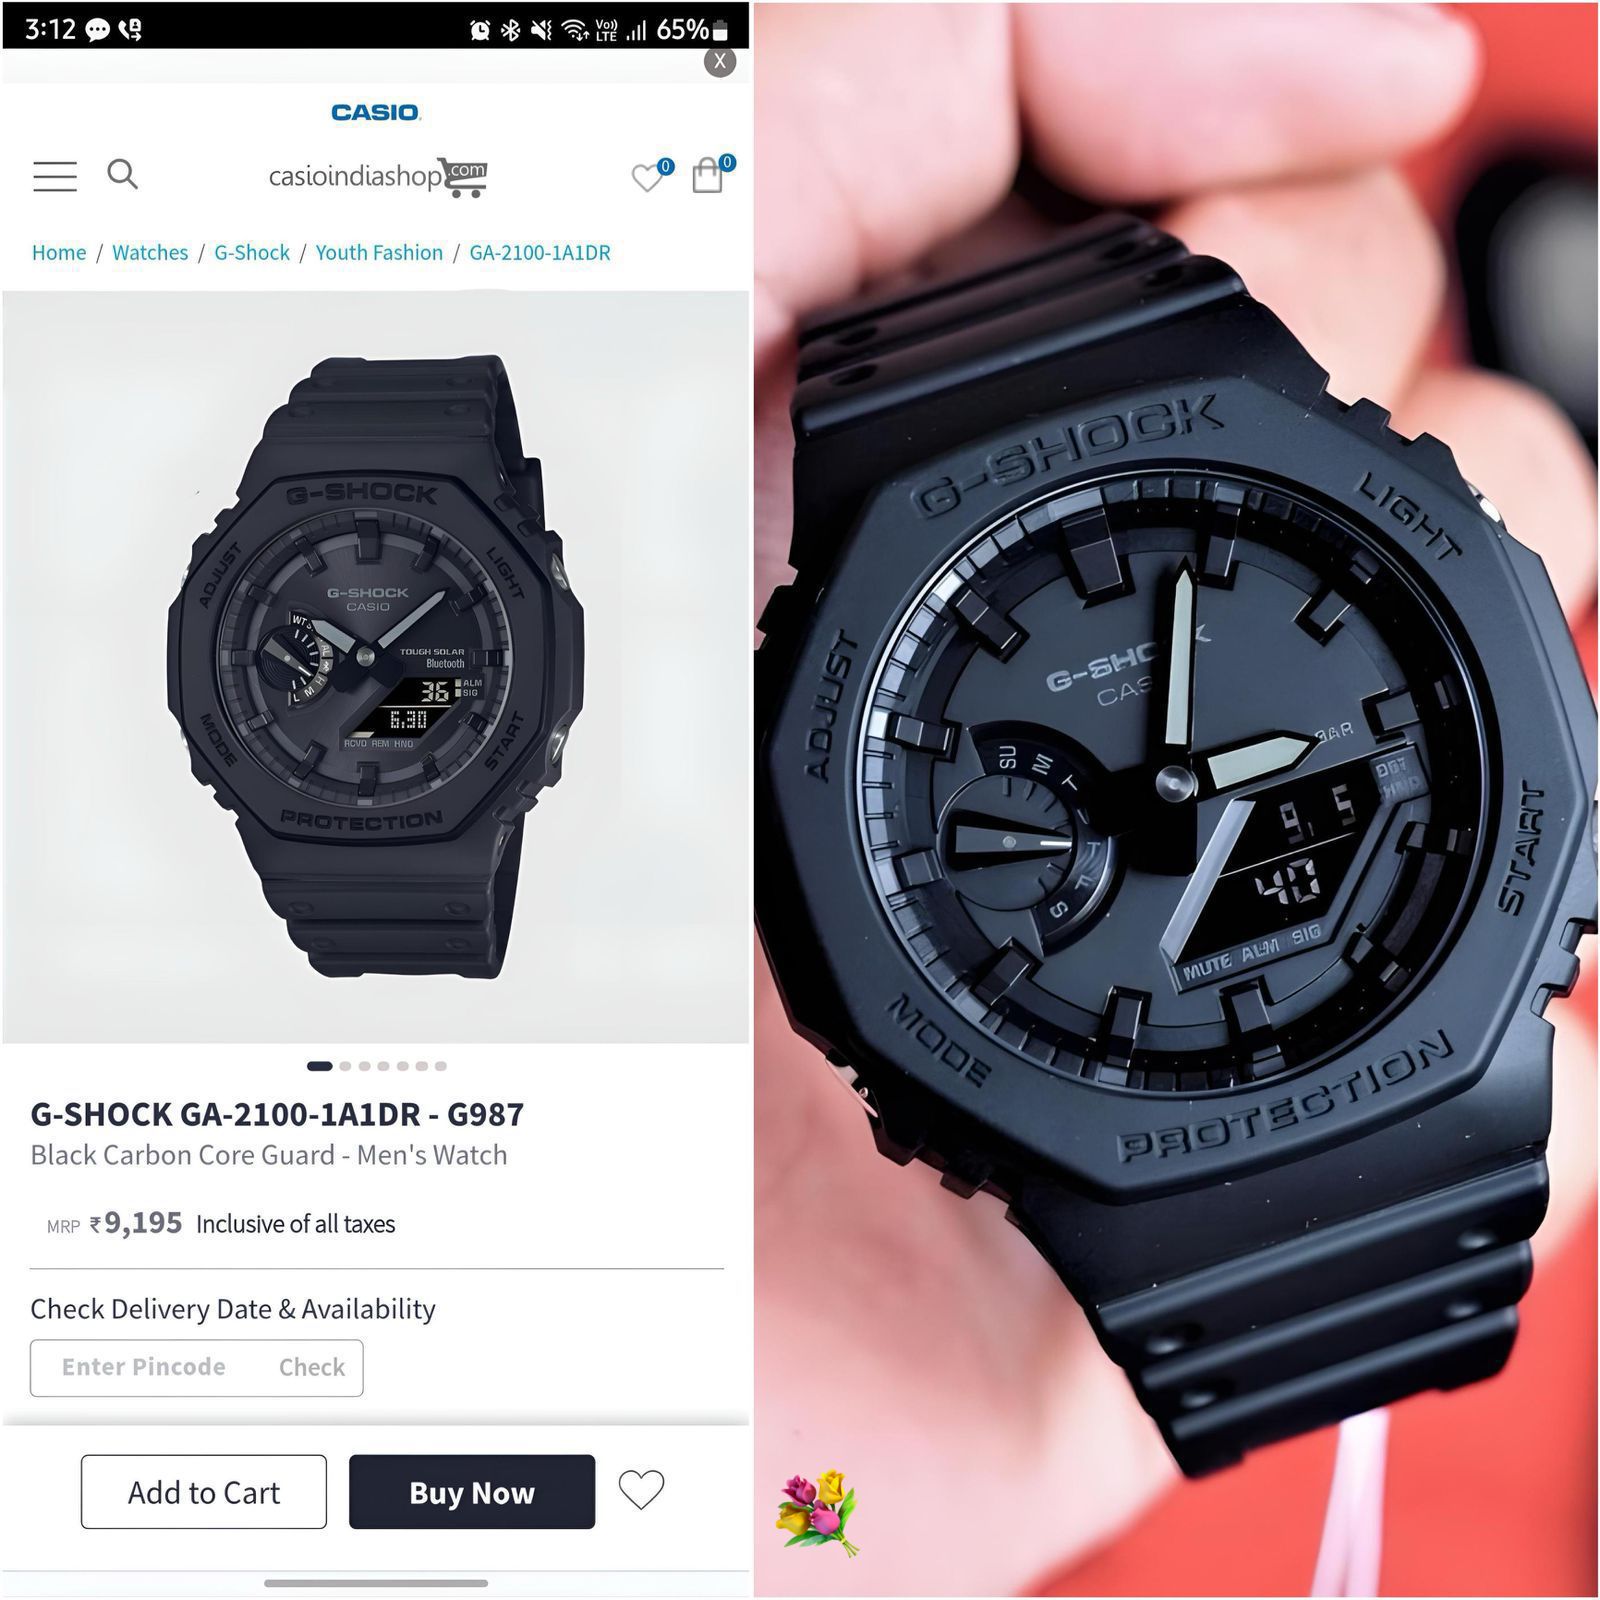 3:12
Vo))
LTE
65%
X
CASIO
casioindiashop.com
0
0
Home / Watches / G-Shock / Youth Fashion / GA-2100-1A1DR
G-SHOCK
ADJUST
LIGHT
G-SHOCK
CASIO
TOUGH SOLAR
Bluetooth
36
ALM
SIG
6.30
RCVD REM HND
L M H
MODE
START
PROTECTION
G-SHOCK GA-2100-1A1DR - G987
Black Carbon Core Guard - Men's Watch
MRP ₹9,195 Inclusive of all taxes
Check Delivery Date & Availability
Enter Pincode Check
Add to Cart
Buy Now
G-SHOCK
LIGHT
ADJUST
SU
M
T
T
F
S
9. 5
40
MUTE ALM SIG
MODE
START
PROTECTION